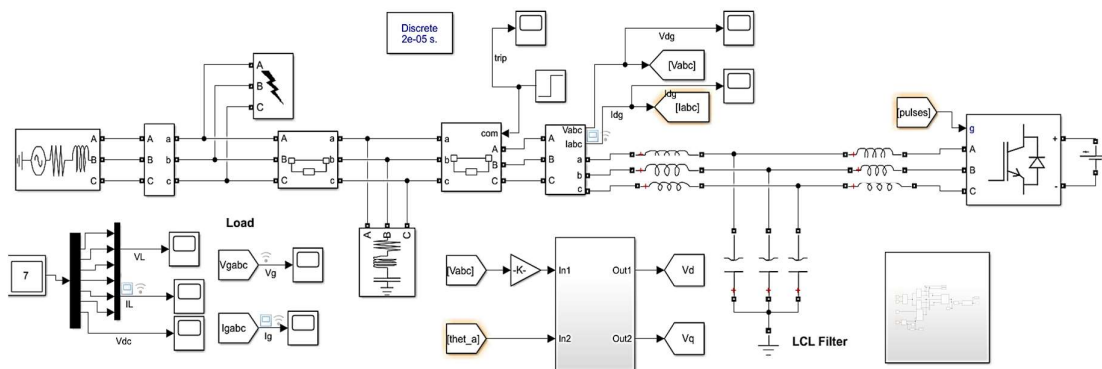 Discrete
2e-05 s.
trip
Vdg
[Vabc]
Idg
Idg
[Iabc]
[pulses]
g
A
B
C
com
Vabc
Iabc
A
B
C
A
B
C
a
b
c
A
B
C
a
b
c
a
b
c
A
B
C
A
B
C
a
b
c
A
B
C
+
-
Load
A
B
C
7
VL
IL
Vdc
Vgabc
Vg
Igabc
Ig
[Vabc]
-K-
In1
Out1
Vd
[thet_a]
In2
Out2
Vq
LCL Filter